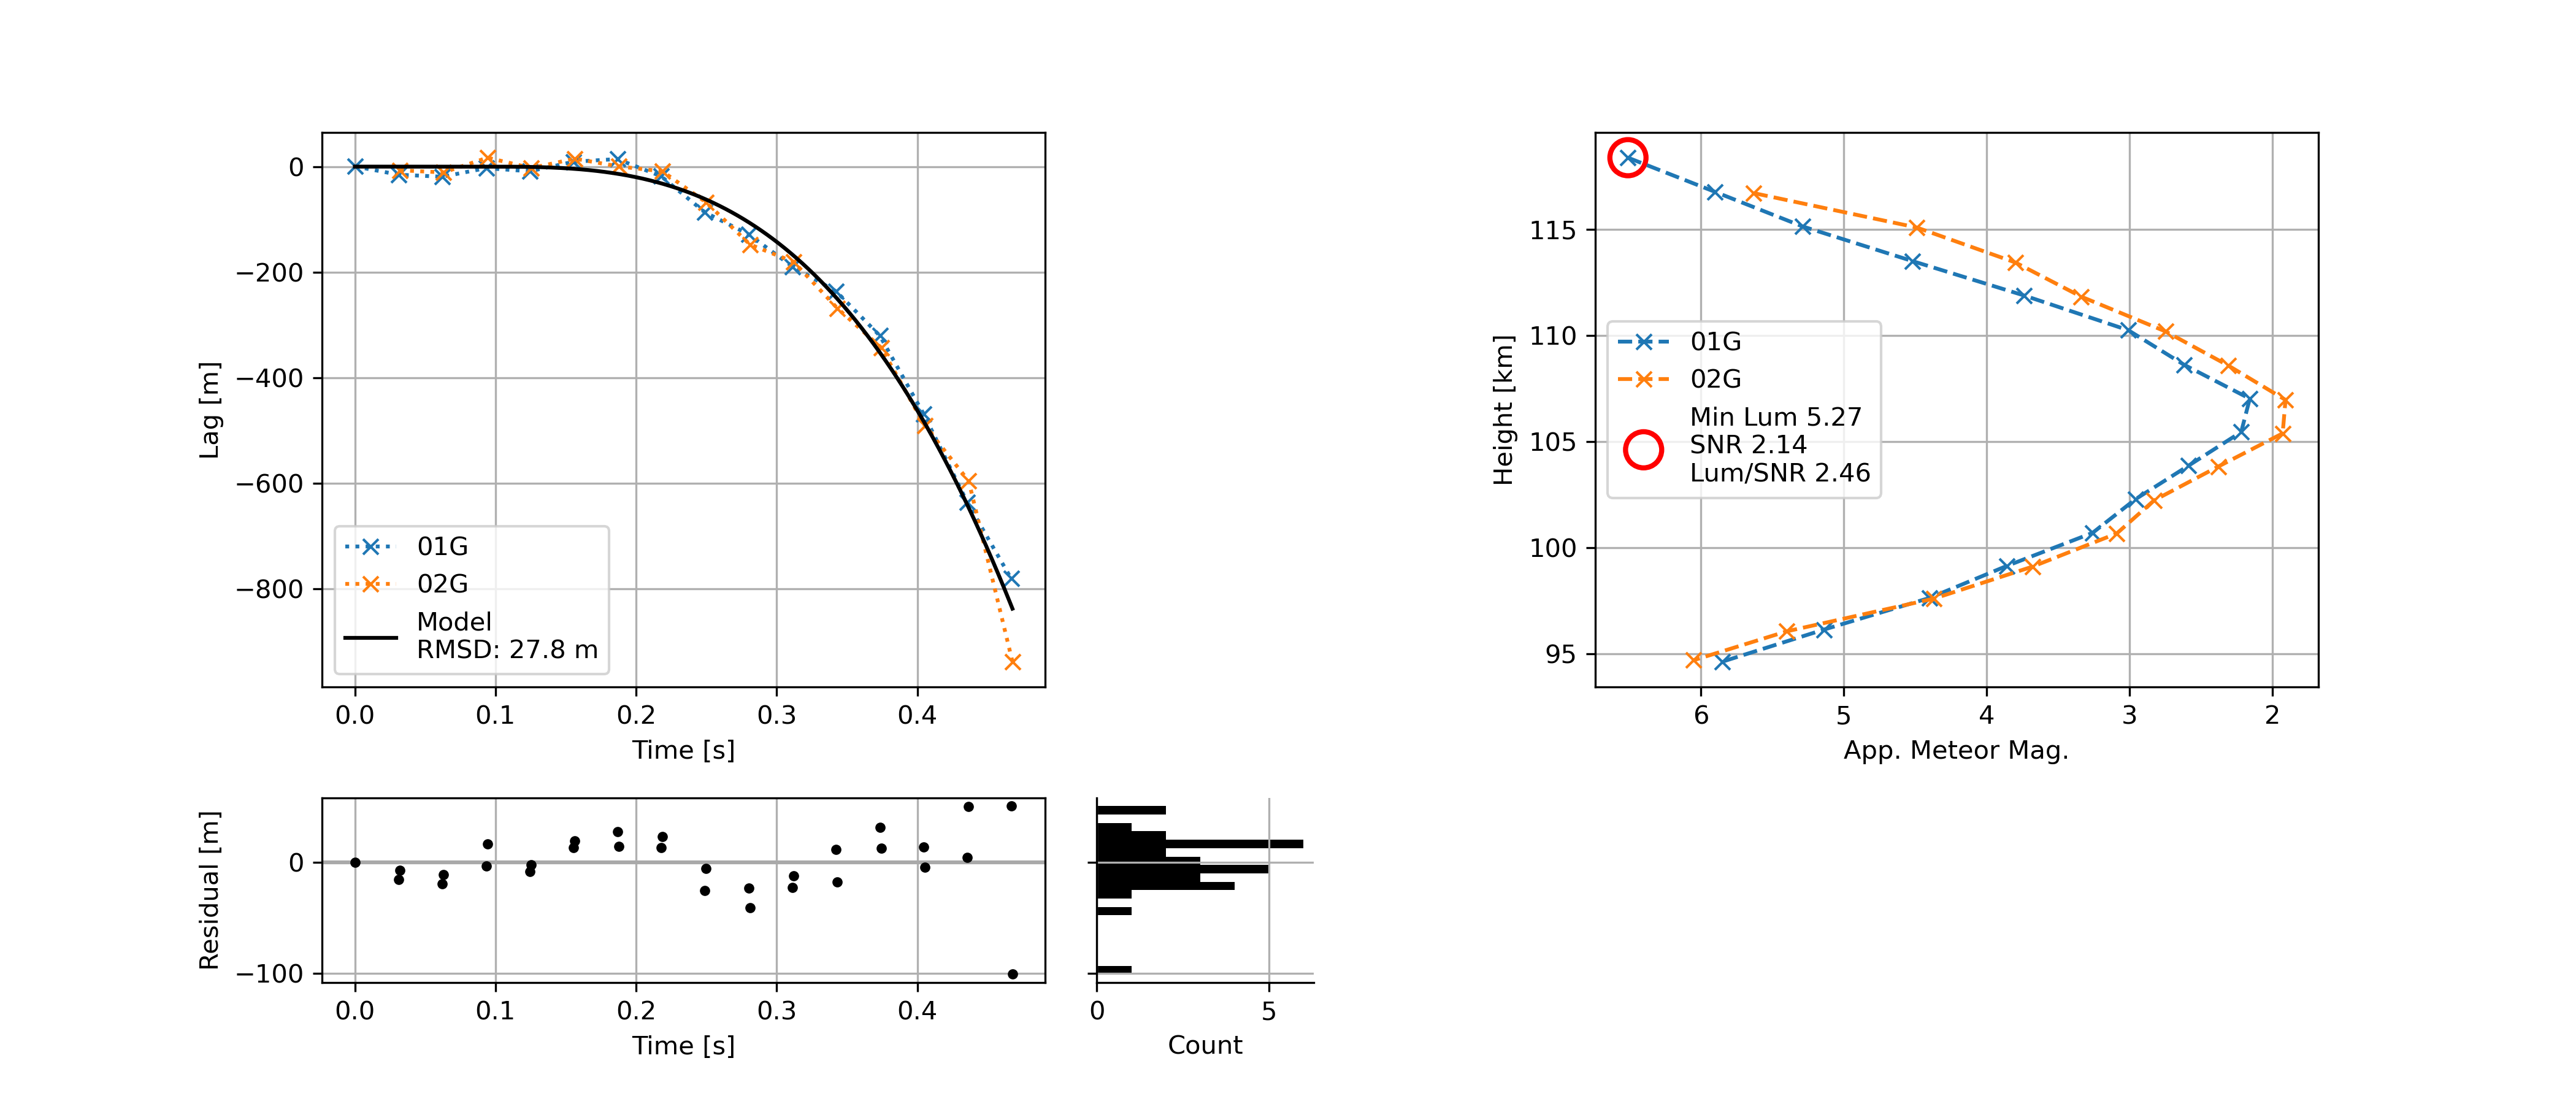 0
−200
−400
−600
−800
Lag [m]
01G
02G
Model
RMSD: 27.8 m
0.0 0.1 0.2 0.3 0.4
Time [s]
115
110
105
100
95
Height [km]
01G
02G
Min Lum 5.27
SNR 2.14
Lum/SNR 2.46
6 5 4 3 2
App. Meteor Mag.
0
−100
Residual [m]
0.0 0.1 0.2 0.3 0.4
Time [s]
0 5
Count